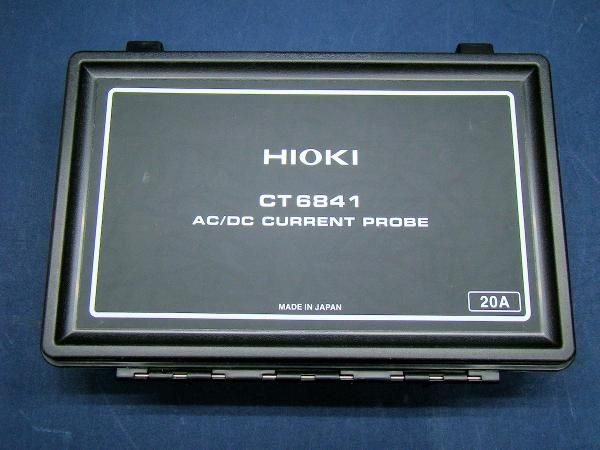 HIOKI
CT6841
AC/DC CURRENT PROBE
MADE IN JAPAN
20A